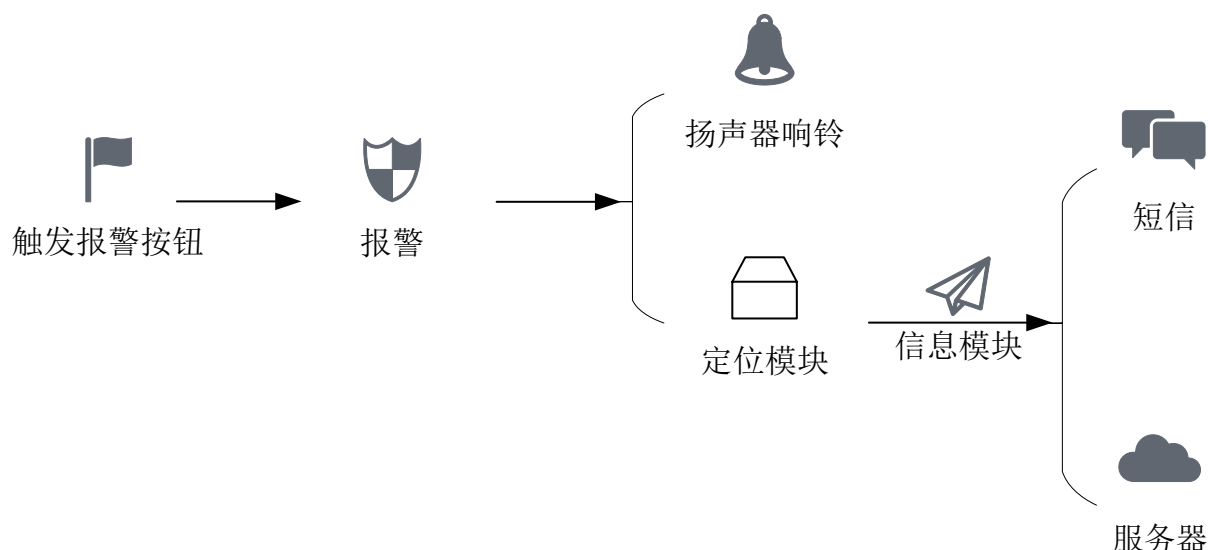 触发报警按钮
报警
扬声器响铃
定位模块
信息模块
短信
服务器